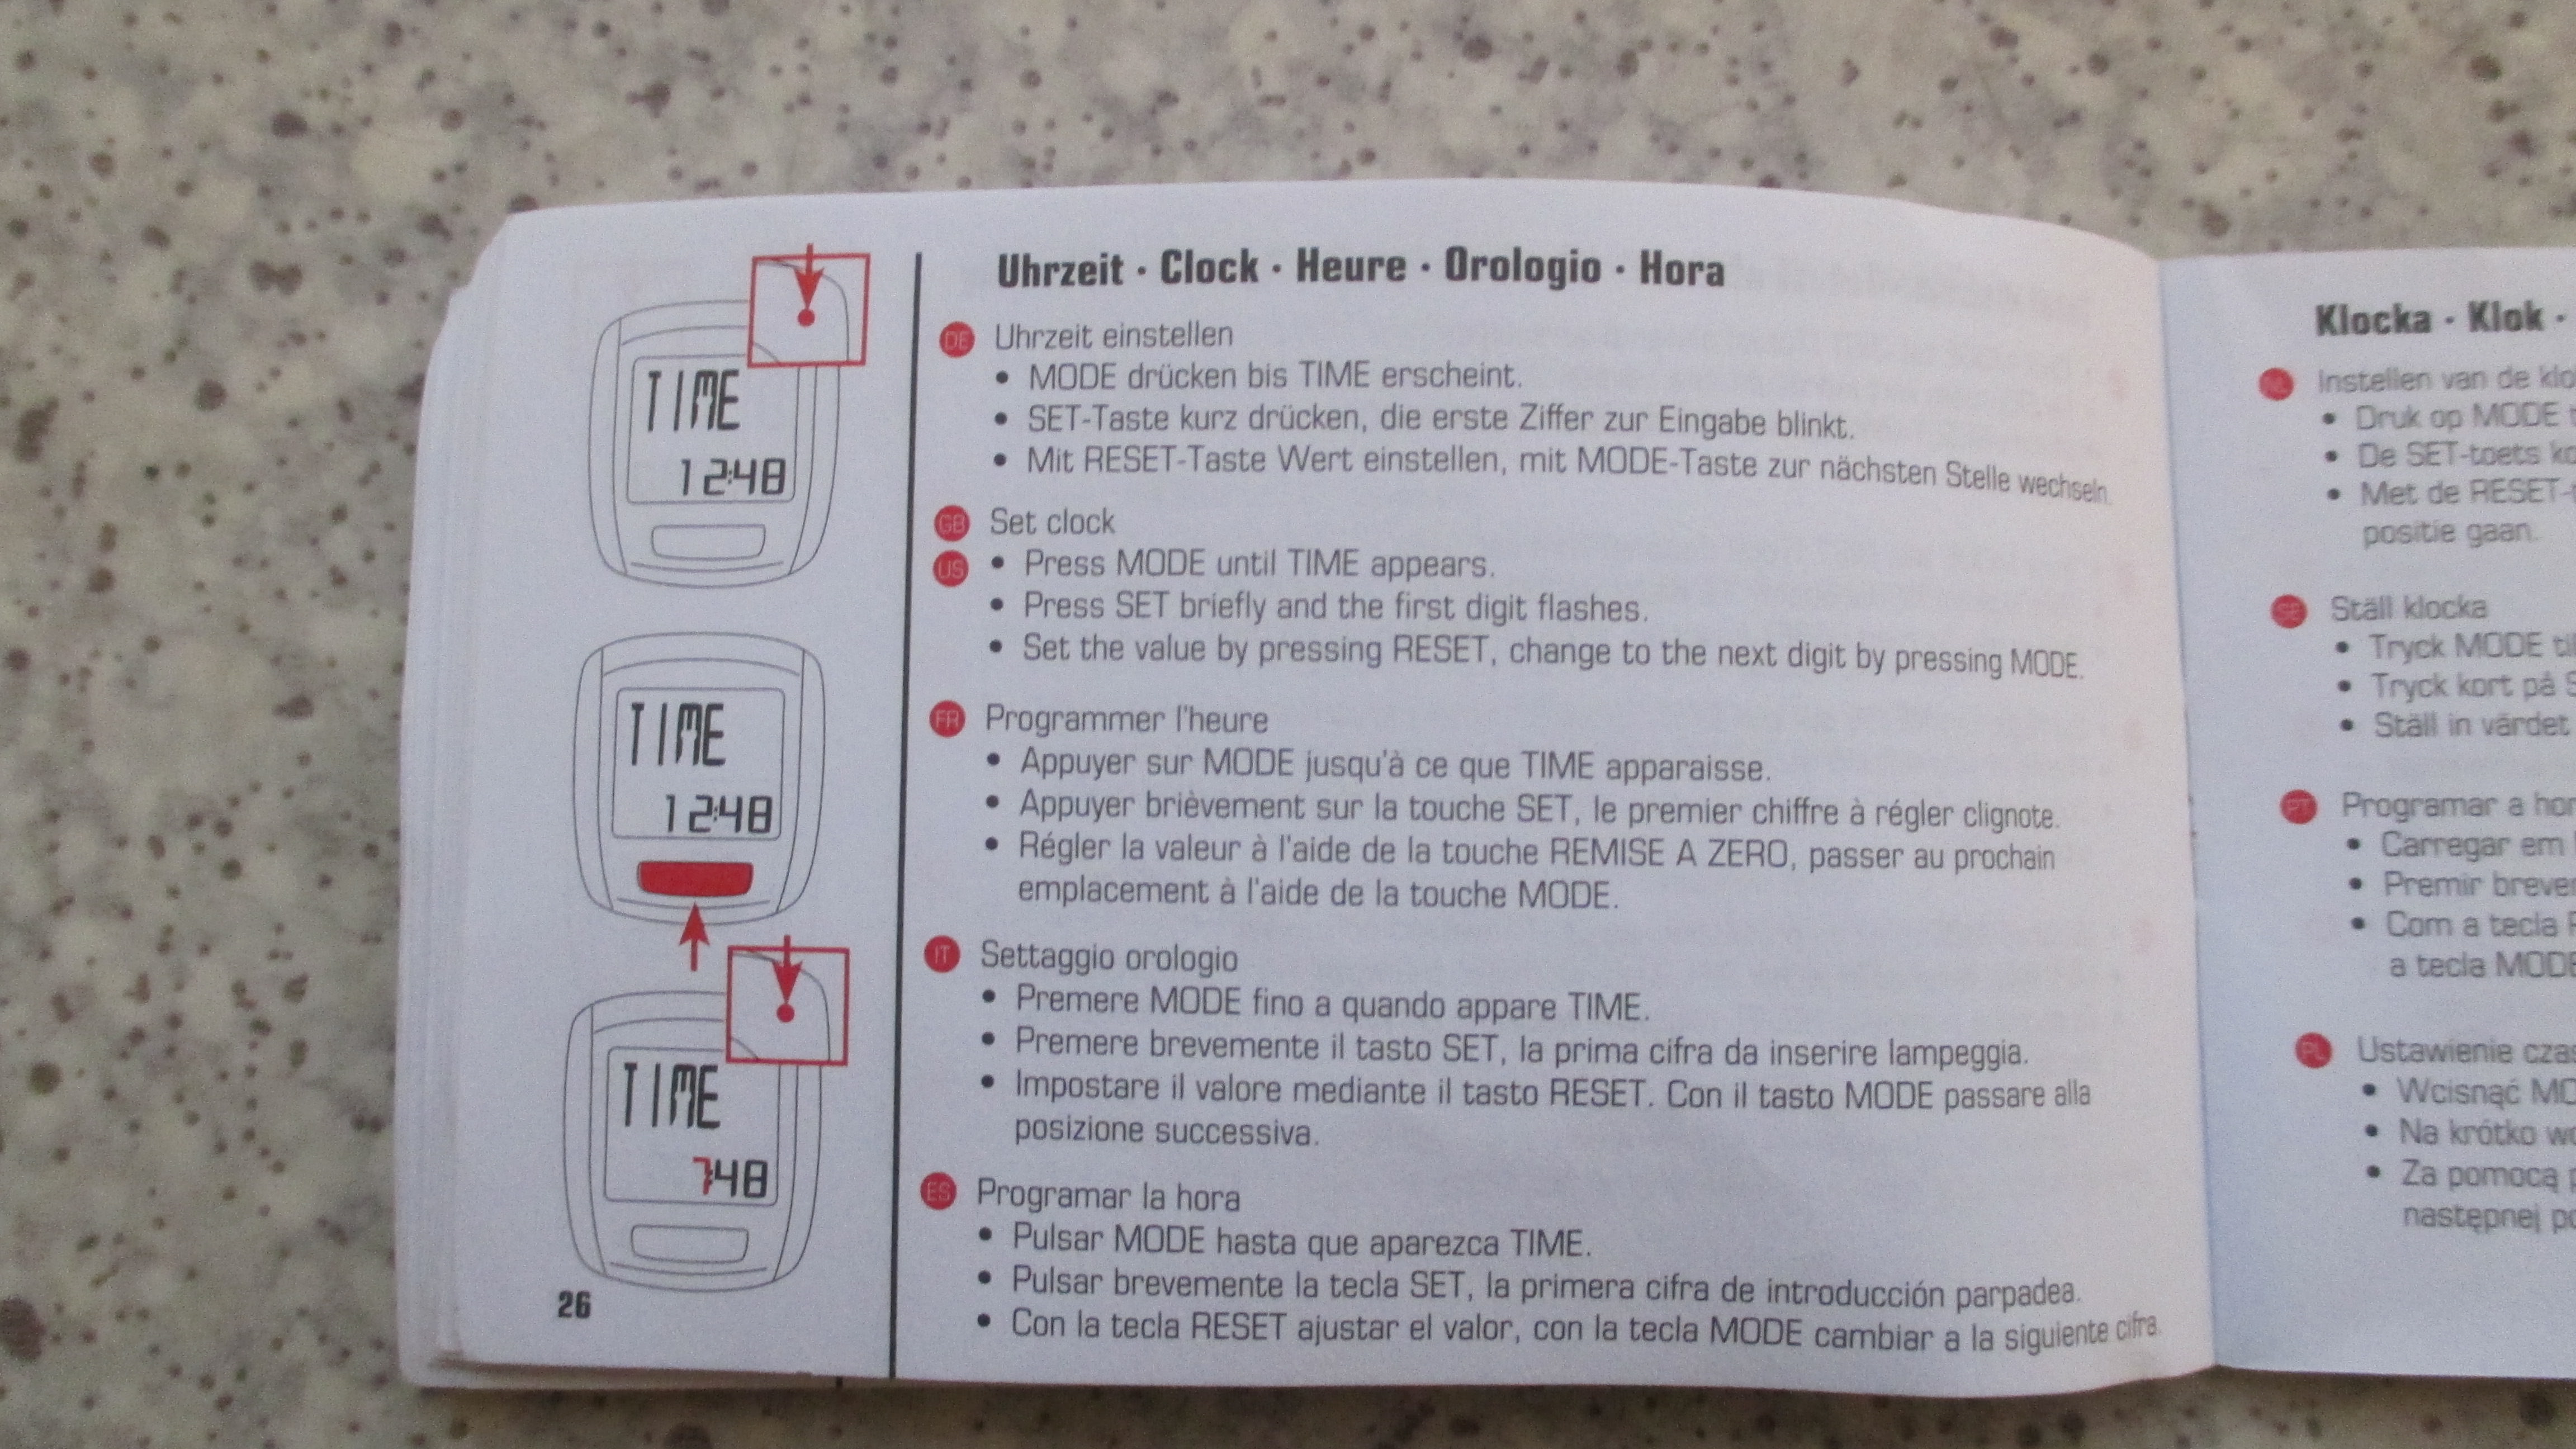 TIME
12:48
TIME
12:48
TIME
7:48
26
Uhrzeit · Clock · Heure · Orologio · Hora
DE Uhrzeit einstellen
• MODE drücken bis TIME erscheint.
• SET-Taste kurz drücken, die erste Ziffer zur Eingabe blinkt.
• Mit RESET-Taste Wert einstellen, mit MODE-Taste zur nächsten Stelle wechseln.
GB Set clock
US • Press MODE until TIME appears.
• Press SET briefly and the first digit flashes.
• Set the value by pressing RESET, change to the next digit by pressing MODE.
FR Programmer l'heure
• Appuyer sur MODE jusqu'à ce que TIME apparaisse.
• Appuyer brièvement sur la touche SET, le premier chiffre à régler clignote.
• Régler la valeur à l'aide de la touche REMISE A ZERO, passer au prochain
emplacement à l'aide de la touche MODE.
IT Settaggio orologio
• Premere MODE fino a quando appare TIME.
• Premere brevemente il tasto SET, la prima cifra da inserire lampeggia.
• Impostare il valore mediante il tasto RESET. Con il tasto MODE passare alla
posizione successiva.
ES Programar la hora
• Pulsar MODE hasta que aparezca TIME.
• Pulsar brevemente la tecla SET, la primera cifra de introducción parpadea.
• Con la tecla RESET ajustar el valor, con la tecla MODE cambiar a la siguiente cifra.
Klocka · Klok ·
NL Instellen van de
• Druk op MODE
• De SET-toets
• Met de RESET-
positie gaan.
SE Ställ klocka
• Tryck MODE
• Tryck kort på
• Ställ in värdet
PT Programar a
• Carregar em
• Premir
• Com a tecla
a tecla MODE
PL Ustawienie
• Wcisnąć
• Na krótko
• Za pomocą
następnej